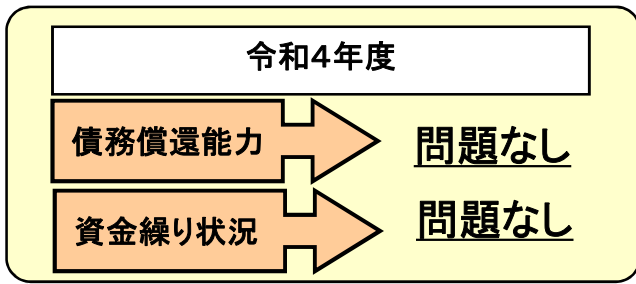 令和4年度
債務償還能力
問題なし
資金繰り状況
問題なし